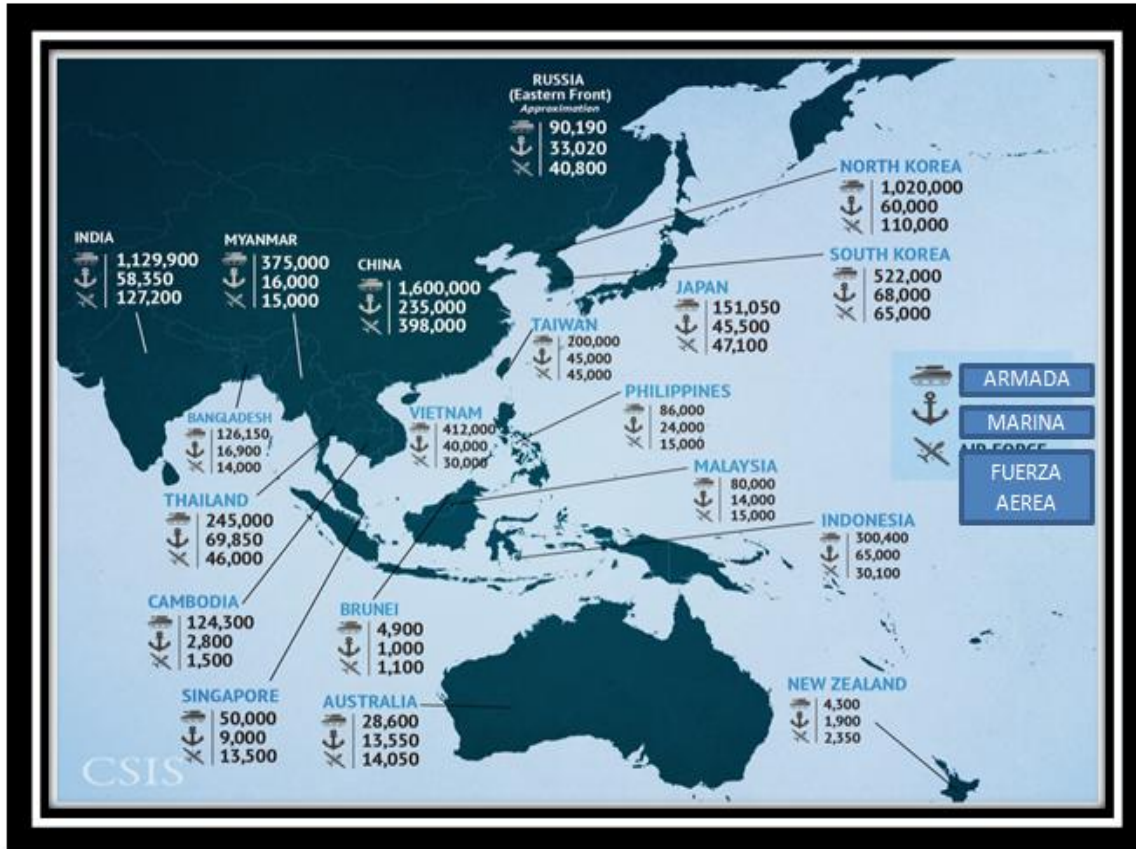 RUSSIA
(Eastern Front)
Approximation
90,190
33,020
40,800
NORTH KOREA
1,020,000
60,000
110,000
INDIA
1,129,900
58,350
127,200
MYANMAR
375,000
16,000
15,000
CHINA
1,600,000
235,000
398,000
SOUTH KOREA
522,000
68,000
65,000
JAPAN
151,050
45,500
47,100
TAIWAN
200,000
45,000
45,000
ARMADA
MARINA
AIR FORCE
FUERZA
AEREA
BANGLADESH
126,150
16,900
14,000
VIETNAM
412,000
40,000
30,000
PHILIPPINES
86,000
24,000
15,000
MALAYSIA
80,000
14,000
15,000
THAILAND
245,000
69,850
46,000
INDONESIA
300,400
65,000
30,100
CAMBODIA
124,300
2,800
1,500
BRUNEI
4,900
1,000
1,100
SINGAPORE
50,000
9,000
13,500
AUSTRALIA
28,600
13,550
14,050
NEW ZEALAND
4,300
1,900
2,350
CSIS